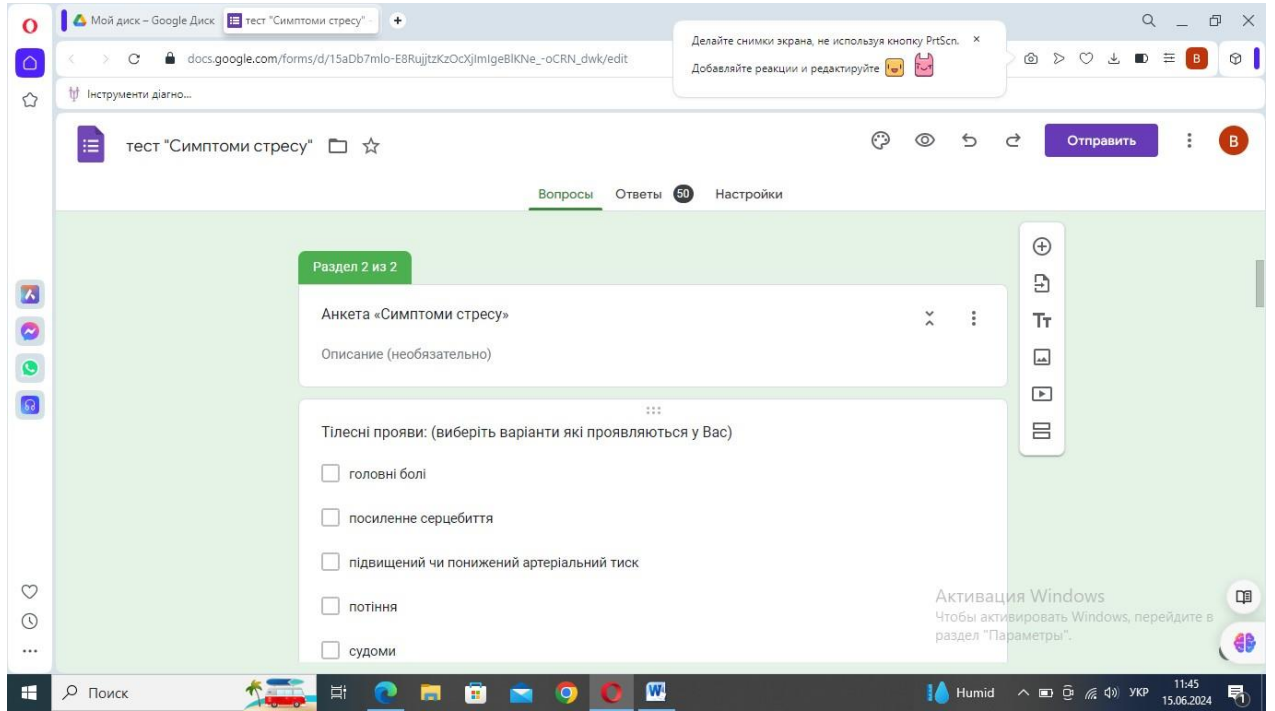 Мой диск – Google Диск
тест "Симптоми стресу" -
docs.google.com/forms/d/15aDb7mlo-E8RujjtzKzOcXjImIgeBlKNe_-oCRN_dwk/edit
Делайте снимки экрана, не используя кнопку PrtScn.
Добавляйте реакции и редактируйте
B
Інструменти діагно...
тест "Симптоми стресу"
Отправить
B
Вопросы Ответы 50 Настройки
Раздел 2 из 2
Анкета «Симптоми стресу»
Описание (необязательно)
Тт
Тілесні прояви: (виберіть варіанти які проявляються у Вас)
головні болі
посиленне серцебиття
підвищений чи понижений артеріальний тиск
потіння
судоми
Активация Windows
Чтобы активировать Windows, перейдите в
раздел "Параметры".
Поиск
Humid
УКР
11:45
15.06.2024